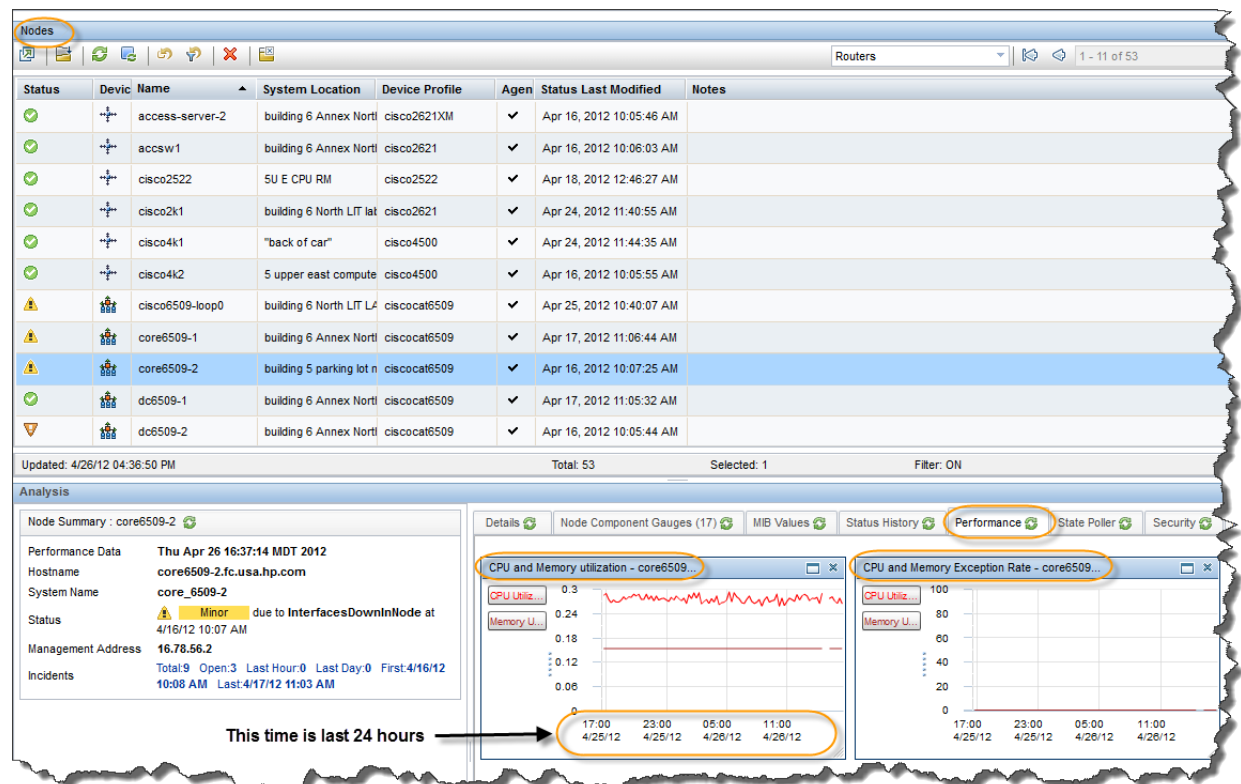 Nodes
Routers 1 - 11 of 53
Status Devic Name System Location Device Profile Agen Status Last Modified Notes
access-server-2 building 6 Annex Nort cisco2621XM Apr 16, 2012 10:05:46 AM
accsw1 building 6 Annex Nort cisco2621 Apr 16, 2012 10:06:03 AM
cisco2522 5U E CPU RM cisco2522 Apr 18, 2012 12:46:27 AM
cisco2k1 building 6 North LIT lab cisco2621 Apr 24, 2012 11:40:55 AM
cisco4k1 "back of car" cisco4500 Apr 24, 2012 11:44:35 AM
cisco4k2 5 upper east compute cisco4500 Apr 16, 2012 10:05:55 AM
cisco6509-loop0 building 6 North LIT LA ciscocat6509 Apr 25, 2012 10:40:07 AM
core6509-1 building 6 Annex Nort ciscocat6509 Apr 17, 2012 11:06:44 AM
core6509-2 building 5 parking lot n ciscocat6509 Apr 16, 2012 10:07:25 AM
dc6509-1 building 6 Annex Nort ciscocat6509 Apr 17, 2012 11:05:32 AM
dc6509-2 building 6 Annex Nort ciscocat6509 Apr 16, 2012 10:05:44 AM
Updated: 4/26/12 04:36:50 PM Total: 53 Selected: 1 Filter: ON
Analysis
Node Summary : core6509-2
Performance Data Thu Apr 26 16:37:14 MDT 2012
Hostname core6509-2.fc.usa.hp.com
System Name core_6509-2
Status Minor due to InterfacesDownInNode at
4/16/12 10:07 AM
Management Address 16.78.56.2
Incidents Total:9 Open:3 Last Hour:0 Last Day:0 First:4/16/12
10:08 AM Last:4/17/12 11:03 AM
Details Node Component Gauges (17) MIB Values Status History Performance State Poller Security
CPU and Memory utilization - core6509...
CPU Utiliz...
Memory U...
0.3
0.24
0.18
0.12
0.06
0
17:00 23:00 05:00 11:00
4/25/12 4/25/12 4/26/12 4/26/12
CPU and Memory Exception Rate - core6509...
CPU Utiliz...
Memory U...
100
80
60
40
20
0
17:00 23:00 05:00 11:00
4/25/12 4/25/12 4/26/12 4/26/12
This time is last 24 hours